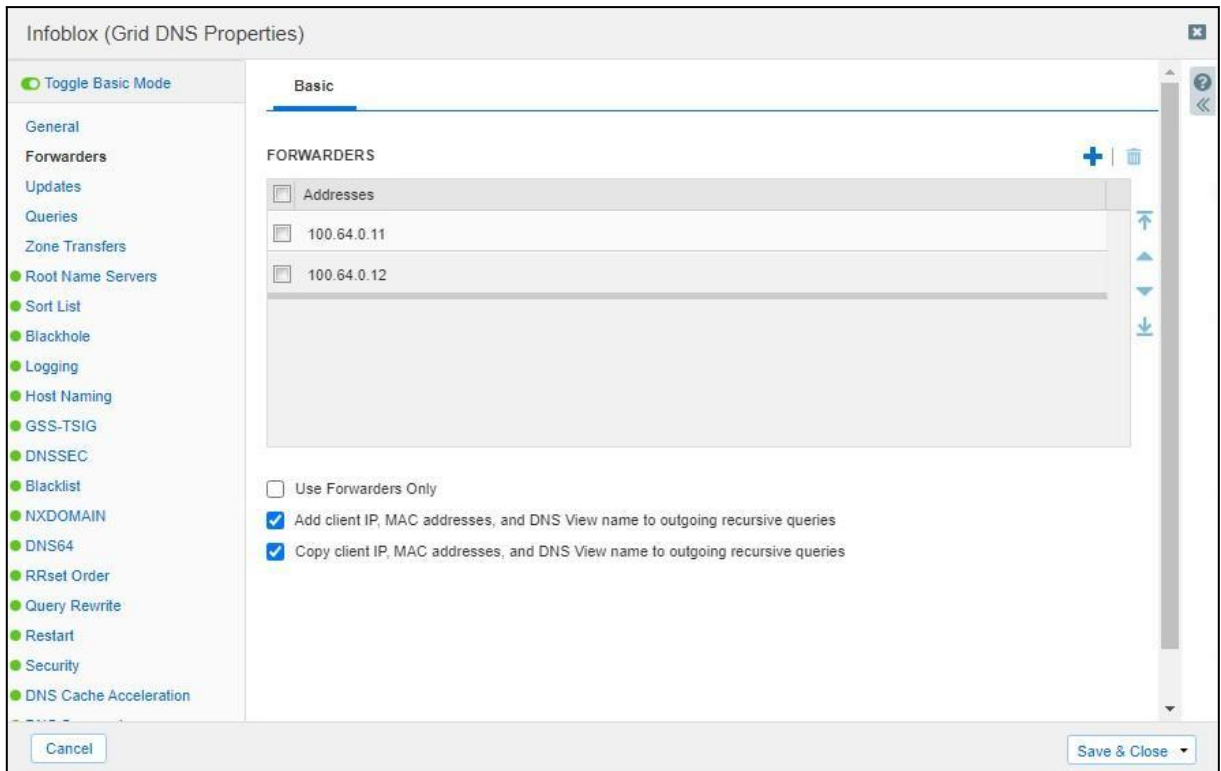 Infoblox (Grid DNS Properties)
Toggle Basic Mode
General
Forwarders
Updates
Queries
Zone Transfers
Root Name Servers
Sort List
Blackhole
Logging
Host Naming
GSS-TSIG
DNSSEC
Blacklist
NXDOMAIN
DNS64
RRset Order
Query Rewrite
Restart
Security
DNS Cache Acceleration
Basic
FORWARDERS
Addresses
100.64.0.11
100.64.0.12
Use Forwarders Only
Add client IP, MAC addresses, and DNS View name to outgoing recursive queries
Copy client IP, MAC addresses, and DNS View name to outgoing recursive queries
Cancel
Save & Close